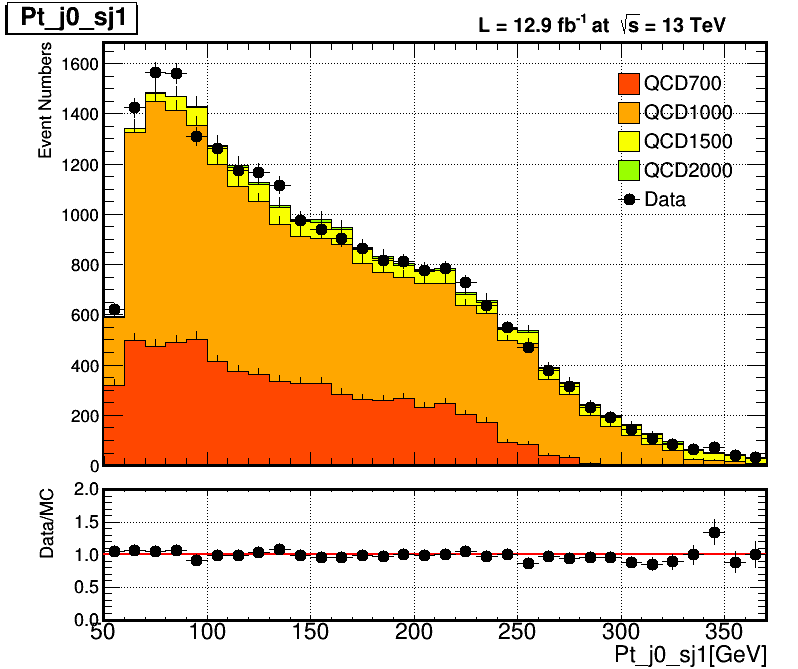 Pt_j0_sj1
L = 12.9 fb⁻¹ at √s = 13 TeV
Event Numbers
1600
1400
1200
1000
800
600
400
200
0
QCD700
QCD1000
QCD1500
QCD2000
Data
Data/MC
2.0
1.5
1.0
0.5
0.0
50 100 150 200 250 300 350
Pt_j0_sj1[GeV]